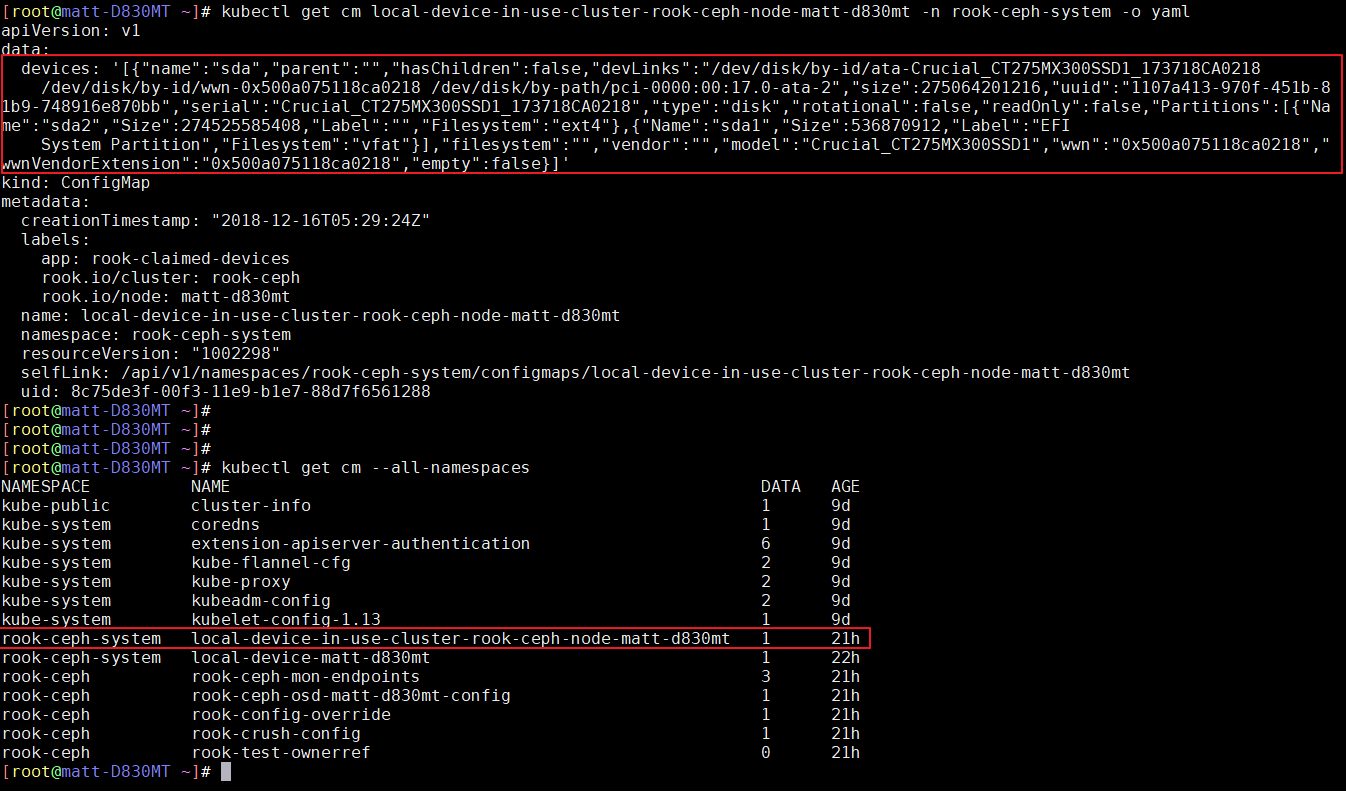 [root@matt-D830MT ~]# kubectl get cm local-device-in-use-cluster-rook-ceph-node-matt-d830mt -n rook-ceph-system -o yaml
apiVersion: v1
data:
  devices: '[{"name":"sda","parent":"","hasChildren":false,"devLinks":"/dev/disk/by-id/ata-Crucial_CT275MX300SSD1_173718CA0218
    /dev/disk/by-id/wwn-0x500a075118ca0218 /dev/disk/by-path/pci-0000:00:17.0-ata-2","size":275064201216,"uuid":"1107a413-970f-451b-8
1b9-748916e870bb","serial":"Crucial_CT275MX300SSD1_173718CA0218","type":"disk","rotational":false,"readOnly":false,"Partitions":[{"Na
me":"sda2","Size":274525585408,"Label":"","Filesystem":"ext4"},{"Name":"sda1","Size":536870912,"Label":"EFI
    System Partition","Filesystem":"vfat"}],"filesystem":"","vendor":"","model":"Crucial_CT275MX300SSD1","wwn":"0x500a075118ca0218","
wwnVendorExtension":"0x500a075118ca0218","empty":false}]'
kind: ConfigMap
metadata:
  creationTimestamp: "2018-12-16T05:29:24Z"
  labels:
    app: rook-claimed-devices
    rook.io/cluster: rook-ceph
    rook.io/node: matt-d830mt
  name: local-device-in-use-cluster-rook-ceph-node-matt-d830mt
  namespace: rook-ceph-system
  resourceVersion: "1002298"
  selfLink: /api/v1/namespaces/rook-ceph-system/configmaps/local-device-in-use-cluster-rook-ceph-node-matt-d830mt
  uid: 8c75de3f-00f3-11e9-b1e7-88d7f6561288
[root@matt-D830MT ~]#
[root@matt-D830MT ~]#
[root@matt-D830MT ~]#
[root@matt-D830MT ~]# kubectl get cm --all-namespaces
NAMESPACE          NAME                                                     DATA   AGE
kube-public        cluster-info                                             1      9d
kube-system        coredns                                                  1      9d
kube-system        extension-apiserver-authentication                       6      9d
kube-system        kube-flannel-cfg                                         2      9d
kube-system        kube-proxy                                               2      9d
kube-system        kubeadm-config                                           2      9d
kube-system        kubelet-config-1.13                                      1      9d
rook-ceph-system   local-device-in-use-cluster-rook-ceph-node-matt-d830mt   1      21h
rook-ceph-system   local-device-matt-d830mt                                 1      22h
rook-ceph          rook-ceph-mon-endpoints                                  3      21h
rook-ceph          rook-ceph-osd-matt-d830mt-config                         1      21h
rook-ceph          rook-config-override                                     1      21h
rook-ceph          rook-crush-config                                        1      21h
rook-ceph          rook-test-ownerref                                       0      21h
[root@matt-D830MT ~]#